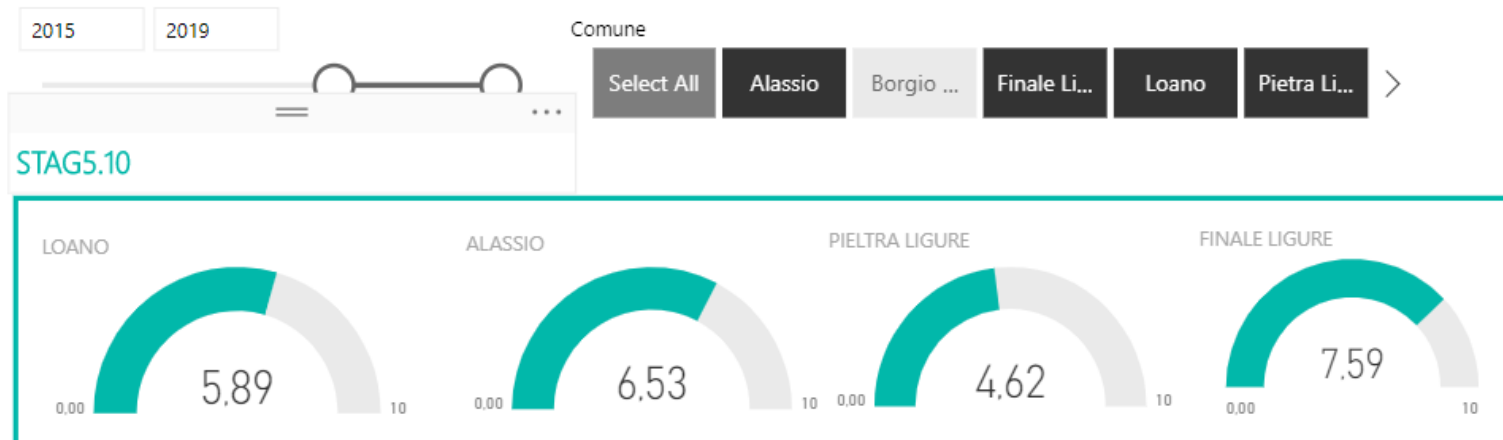 2015 2019
Comune
Select All Alassio Borgio ... Finale Li... Loano Pietra Li...
STAG5.10
LOANO ALASSIO PIELTRA LIGURE FINALE LIGURE
5,89 6,53 4,62 7,59
0,00 10 0,00 10 0,00 10 0,00 10